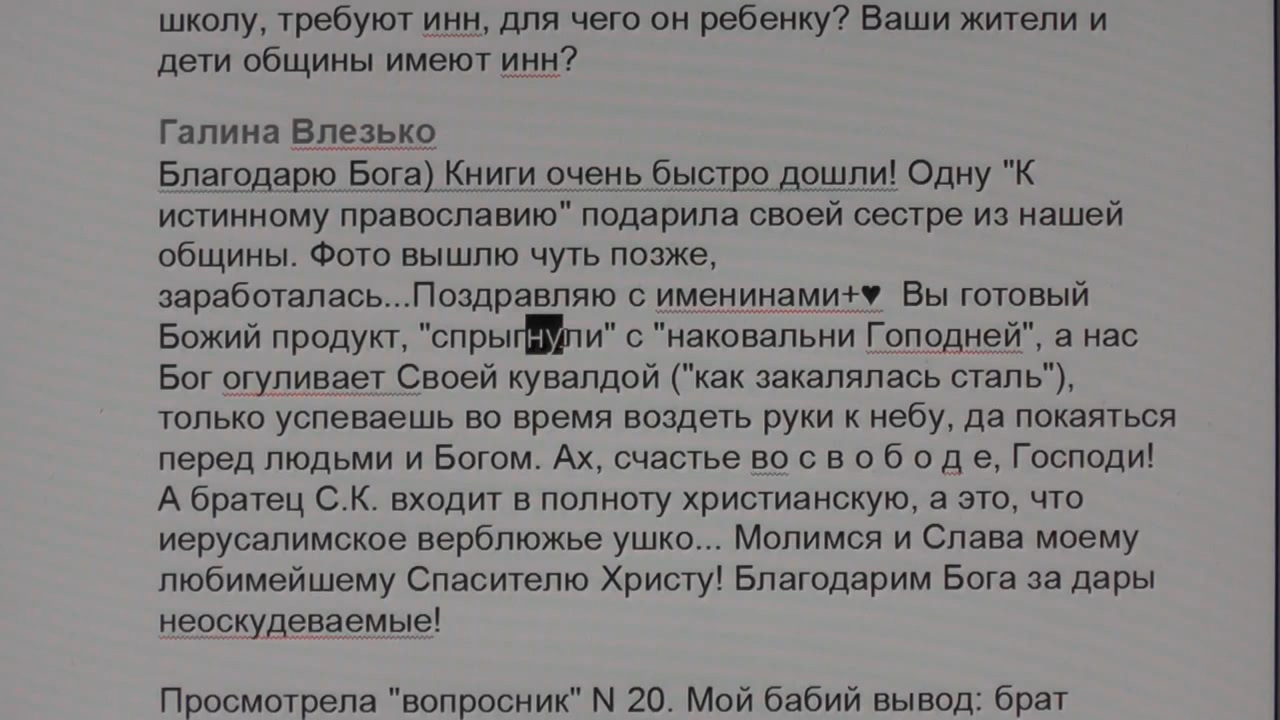 школу, требуют инн, для чего он ребенку? Ваши жители и
дети общины имеют инн?
Галина Влезько
Благодарю Бога) Книги очень быстро дошли! Одну "К
истинному православию" подарила своей сестре из нашей
общины. Фото вышлю чуть позже,
заработалась...Поздравляю с именинами+♥ Вы готовый
Божий продукт, "спрыгнули" с "наковальни Гоподней", а нас
Бог огуливает Своей кувалдой ("как закалялась сталь"),
только успеваешь во время воздеть руки к небу, да покаяться
перед людьми и Богом. Ах, счастье во с в о б о д е, Господи!
А братец С.К. входит в полноту христианскую, а это, что
иерусалимское верблюжье ушко... Молимся и Слава моему
любимейшему Спасителю Христу! Благодарим Бога за дары
неоскудеваемые!
Просмотрела "вопросник" N 20. Мой бабий вывод: брат